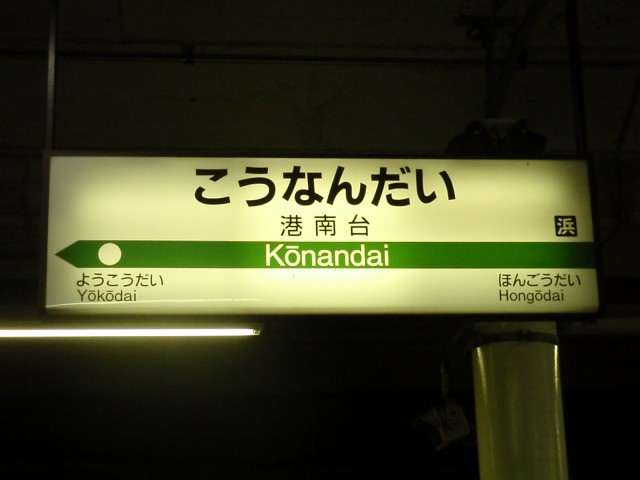 こうなんだい
港南台
浜
Kōnandai
ようこうだい
Yōkōdai
ほんごうだい
Hongōdai